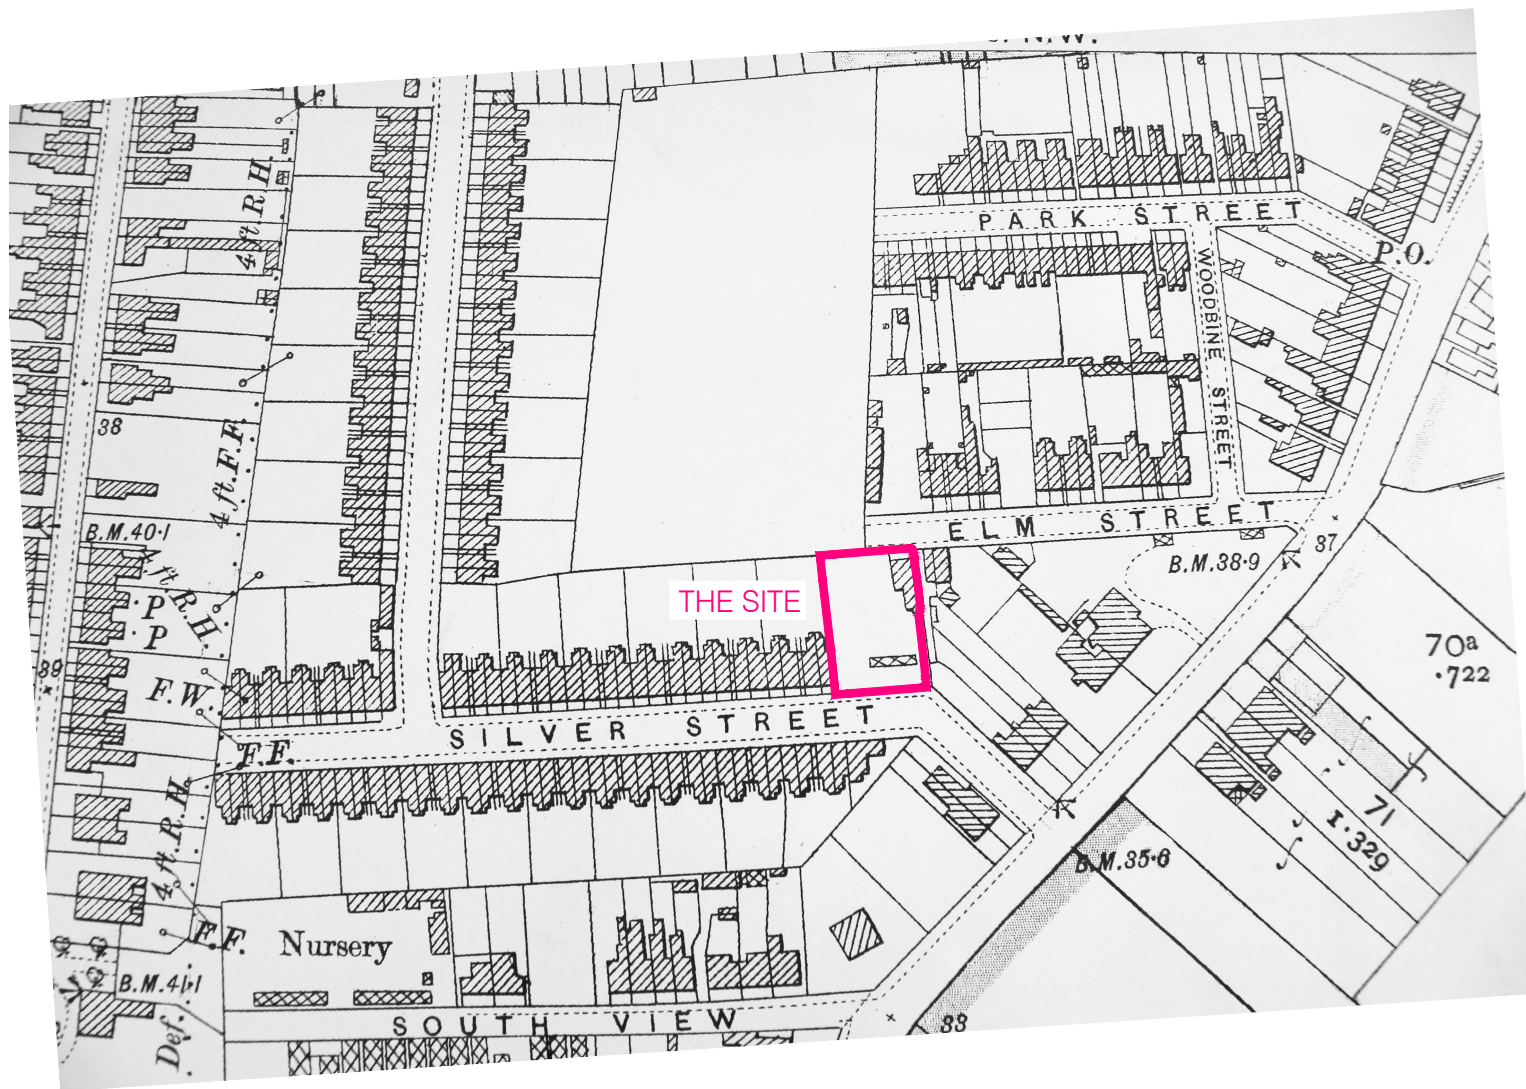 N.W.
4 ft. R.H.
PARK STREET
P.O.
WOODBINE STREET
38
4 ft. F.F.
B.M. 40·1
4 ft. R.H.
ELM STREET
37
B.M. 38·9
P
P
THE SITE
39
F.W.
70a
·722
SILVER STREET
F.F.
4 ft. R.H.
71
1·329
B.M. 35·6
F.F.
Nursery
B.M. 41·1
Def.
SOUTH VIEW
33